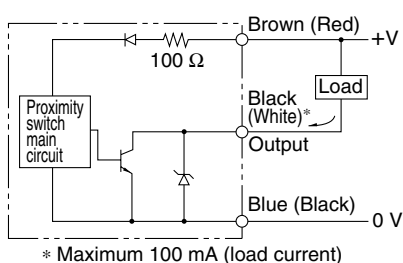 Brown (Red)
+V
100 Ω
Load
Proximity
switch
main
circuit
Black
(White)*
Output
Blue (Black)
0 V
* Maximum 100 mA (load current)